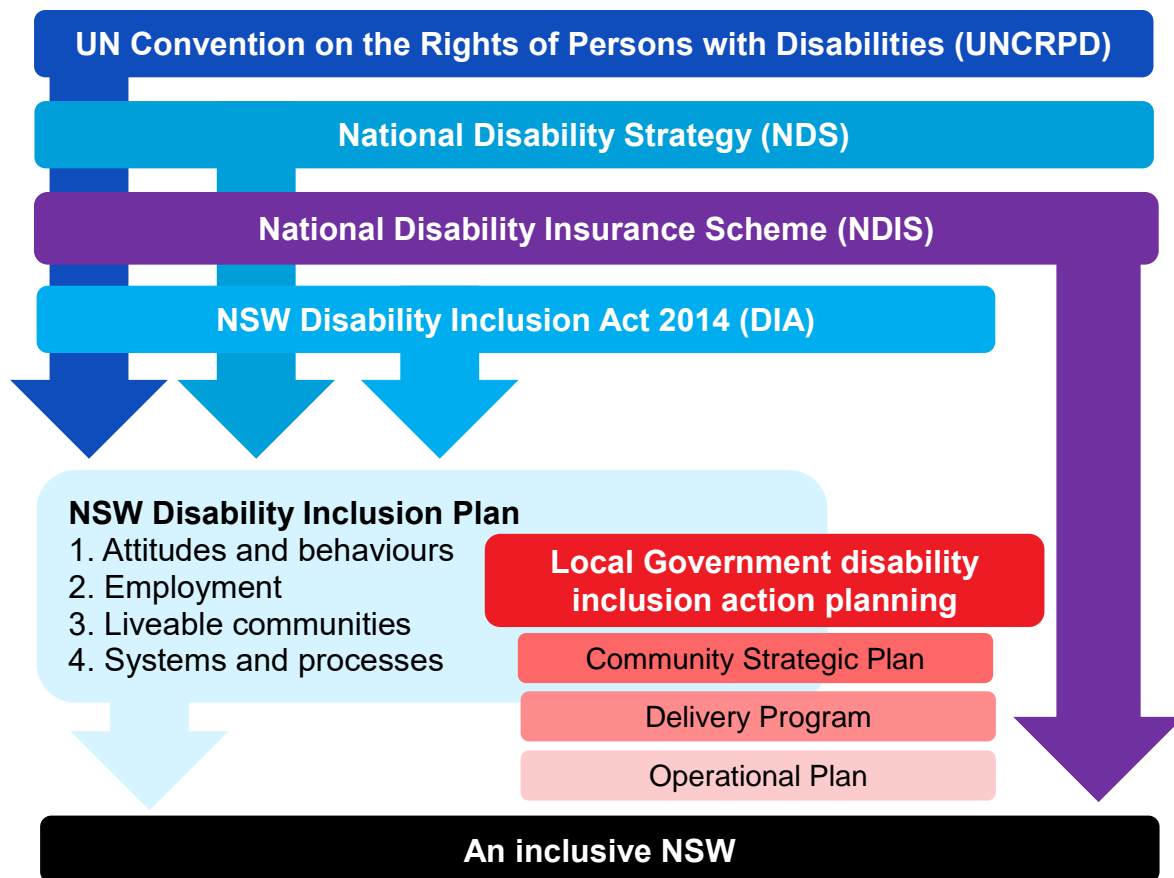 UN Convention on the Rights of Persons with Disabilities (UNCRPD)
National Disability Strategy (NDS)
National Disability Insurance Scheme (NDIS)
NSW Disability Inclusion Act 2014 (DIA)
NSW Disability Inclusion Plan
1. Attitudes and behaviours
2. Employment
3. Liveable communities
4. Systems and processes
Local Government disability
inclusion action planning
Community Strategic Plan
Delivery Program
Operational Plan
An inclusive NSW